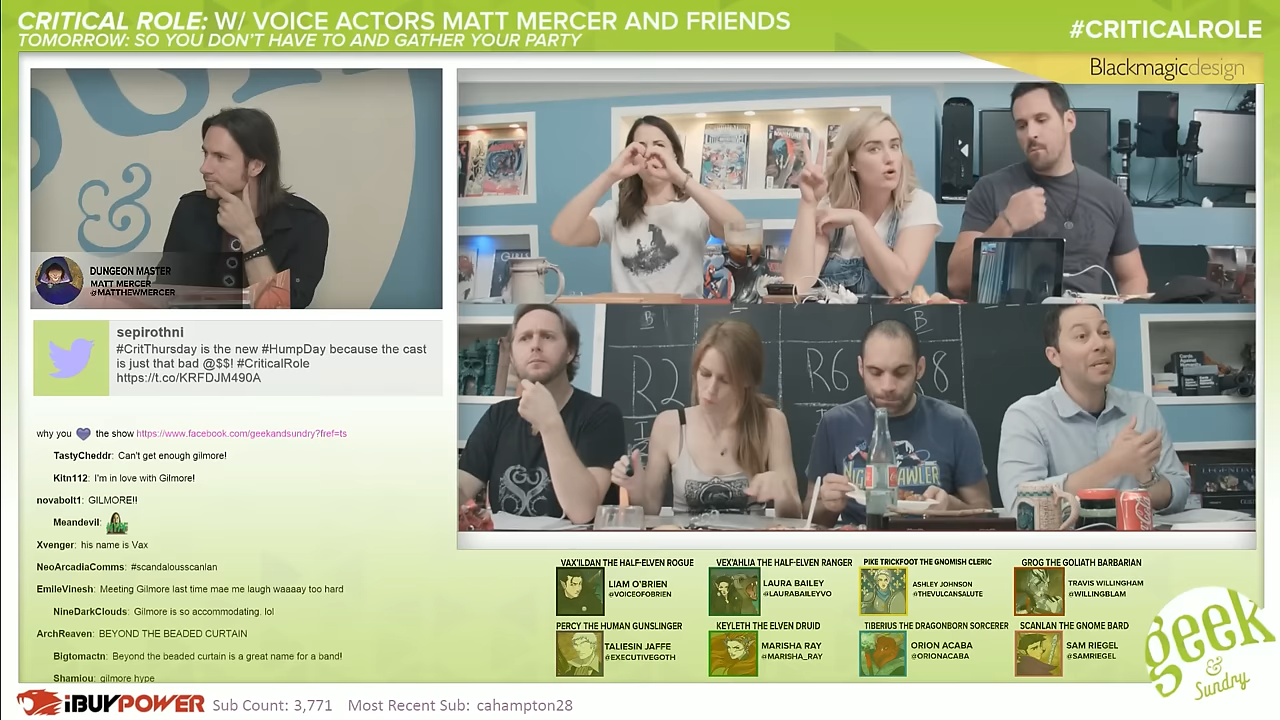 CRITICAL ROLE: W/ VOICE ACTORS MATT MERCER AND FRIENDS
TOMORROW: SO YOU DON'T HAVE TO AND GATHER YOUR PARTY
#CRITICALROLE
Blackmagicdesign
&
DUNGEON MASTER
MATT MERCER
@MATTHEWMERCER
sepirothni
#CritThursday is the new #HumpDay because the cast
is just that bad @$$! #CriticalRole
https://t.co/KRFDJM490A
why you the show https://www.facebook.com/geekandsundry?fref=ts
TastyCheddr: Can't get enough gilmore!
Kltn112: I'm in love with Gilmore!
novabolt1: GILMORE!!
Meandevil:
Xvenger: his name is Vax
NeoArcadiaComms: #scandalousscanlan
EmileVinesh: Meeting Gilmore last time mae me laugh waaaay too hard
NineDarkClouds: Gilmore is so accommodating. lol
ArchReaven: BEYOND THE BEADED CURTAIN
Bigtomactn: Beyond the beaded curtain is a great name for a band!
Shamiou: gilmore hype
B
B
R2
R6
8
VAX'ILDAN THE HALF-ELVEN ROGUE
LIAM O'BRIEN
@VOICEOFOBRIEN
VEX'AHLIA THE HALF-ELVEN RANGER
LAURA BAILEY
@LAURABAILEYVO
PIKE TRICKFOOT THE GNOMISH CLERIC
ASHLEY JOHNSON
@THEVULCANSALUTE
GROG THE GOLIATH BARBARIAN
TRAVIS WILLINGHAM
@WILLINGBLAM
PERCY THE HUMAN GUNSLINGER
TALIESIN JAFFE
@EXECUTIVEGOTH
KEYLETH THE ELVEN DRUID
MARISHA RAY
@MARISHA_RAY
TIBERIUS THE DRAGONBORN SORCERER
ORION ACABA
@ORIONACABA
SCANLAN THE GNOME BARD
SAM RIEGEL
@SAMRIEGEL
geek
&
Sundry
iBUYPOWER
Sub Count: 3,771 Most Recent Sub: cahampton28